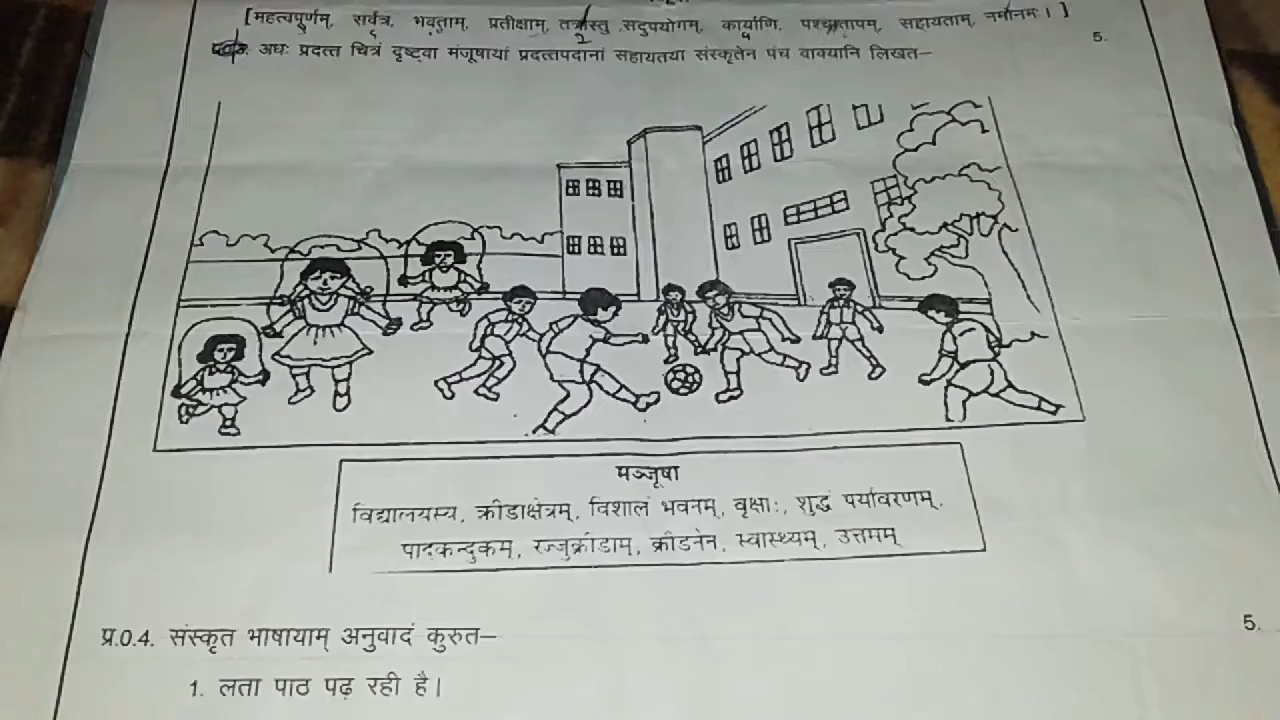 [महत्वपूर्णम्, सर्वत्र, भवताम्, प्रतीक्षाम्, तत्रास्तु सदुपयोगम्, कार्याणि, पश्चातापम्, सहायताम्, नमोनमः। ]
5.
अधः प्रदत्त चित्रं दृष्ट्वा मंजूषायां प्रदत्तपदानां सहायतया संस्कृतेन पंच वाक्यानि लिखत–
मञ्जूषा
विद्यालयस्य, क्रीडाक्षेत्रम्, विशालं भवनम्, वृक्षाः, शुद्धं पर्यावरणम्,
पादकन्दुकम्, रज्जुक्रीडाम्, क्रीडनेन, स्वास्थ्यम्, उत्तमम्
प्र.0.4. संस्कृत भाषायाम् अनुवादं कुरुत– 5.
1. लता पाठ पढ़ रही है।